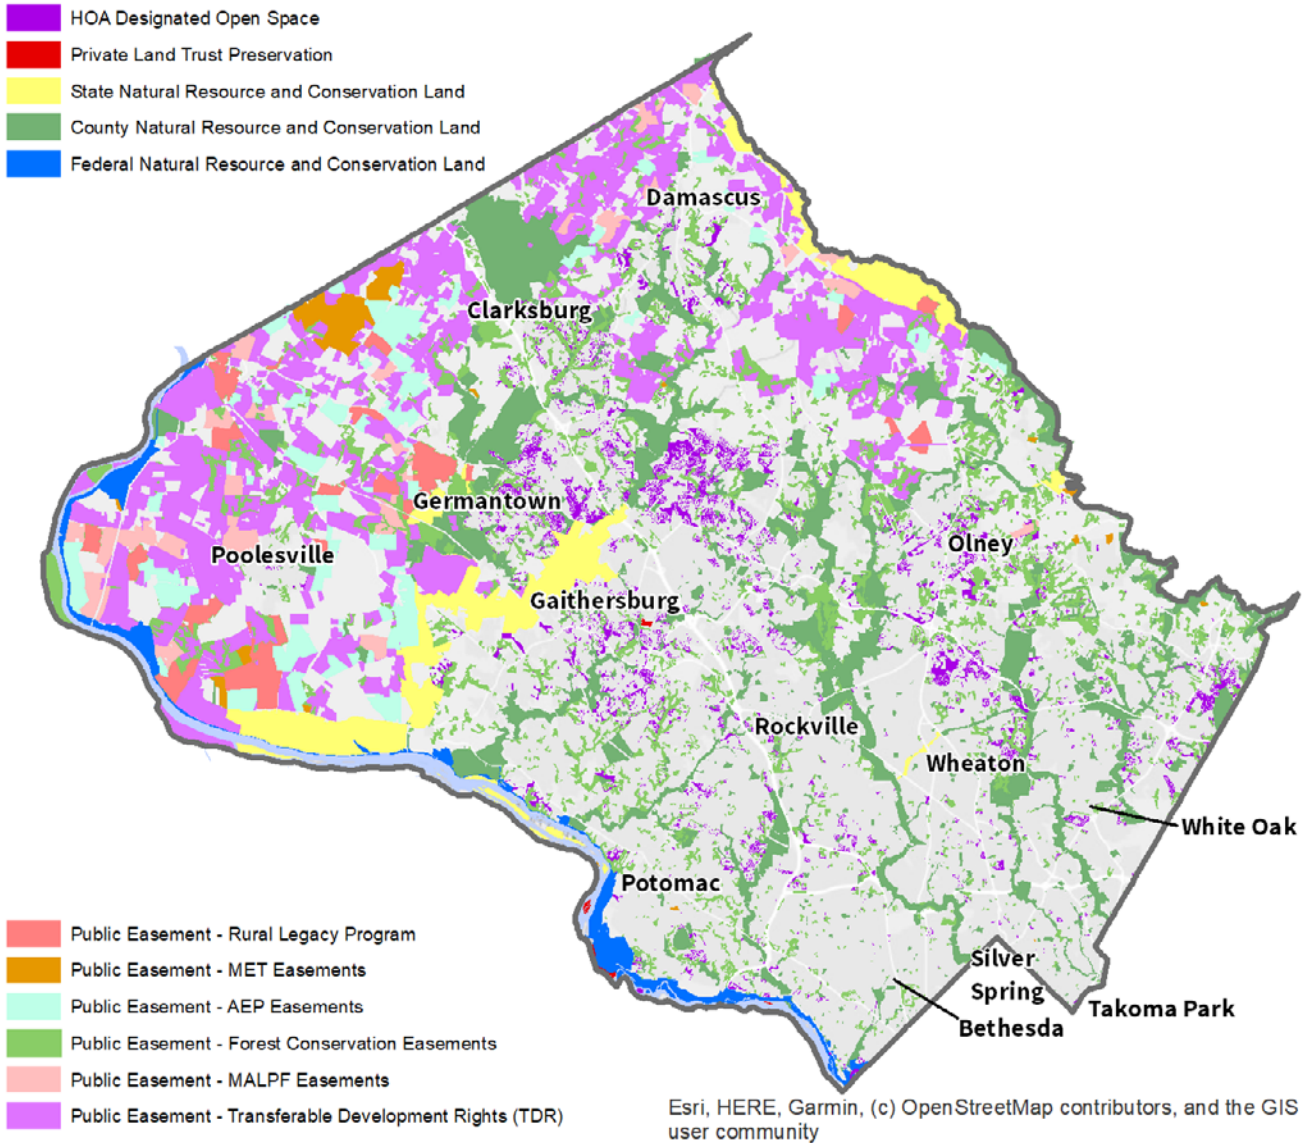 HOA Designated Open Space
Private Land Trust Preservation
State Natural Resource and Conservation Land
County Natural Resource and Conservation Land
Federal Natural Resource and Conservation Land
Damascus
Clarksburg
Germantown
Poolesville
Olney
Gaithersburg
Rockville
Wheaton
White Oak
Potomac
Silver
Spring
Takoma Park
Bethesda
Public Easement - Rural Legacy Program
Public Easement - MET Easements
Public Easement - AEP Easements
Public Easement - Forest Conservation Easements
Public Easement - MALPF Easements
Public Easement - Transferable Development Rights (TDR)
Esri, HERE, Garmin, (c) OpenStreetMap contributors, and the GIS
user community